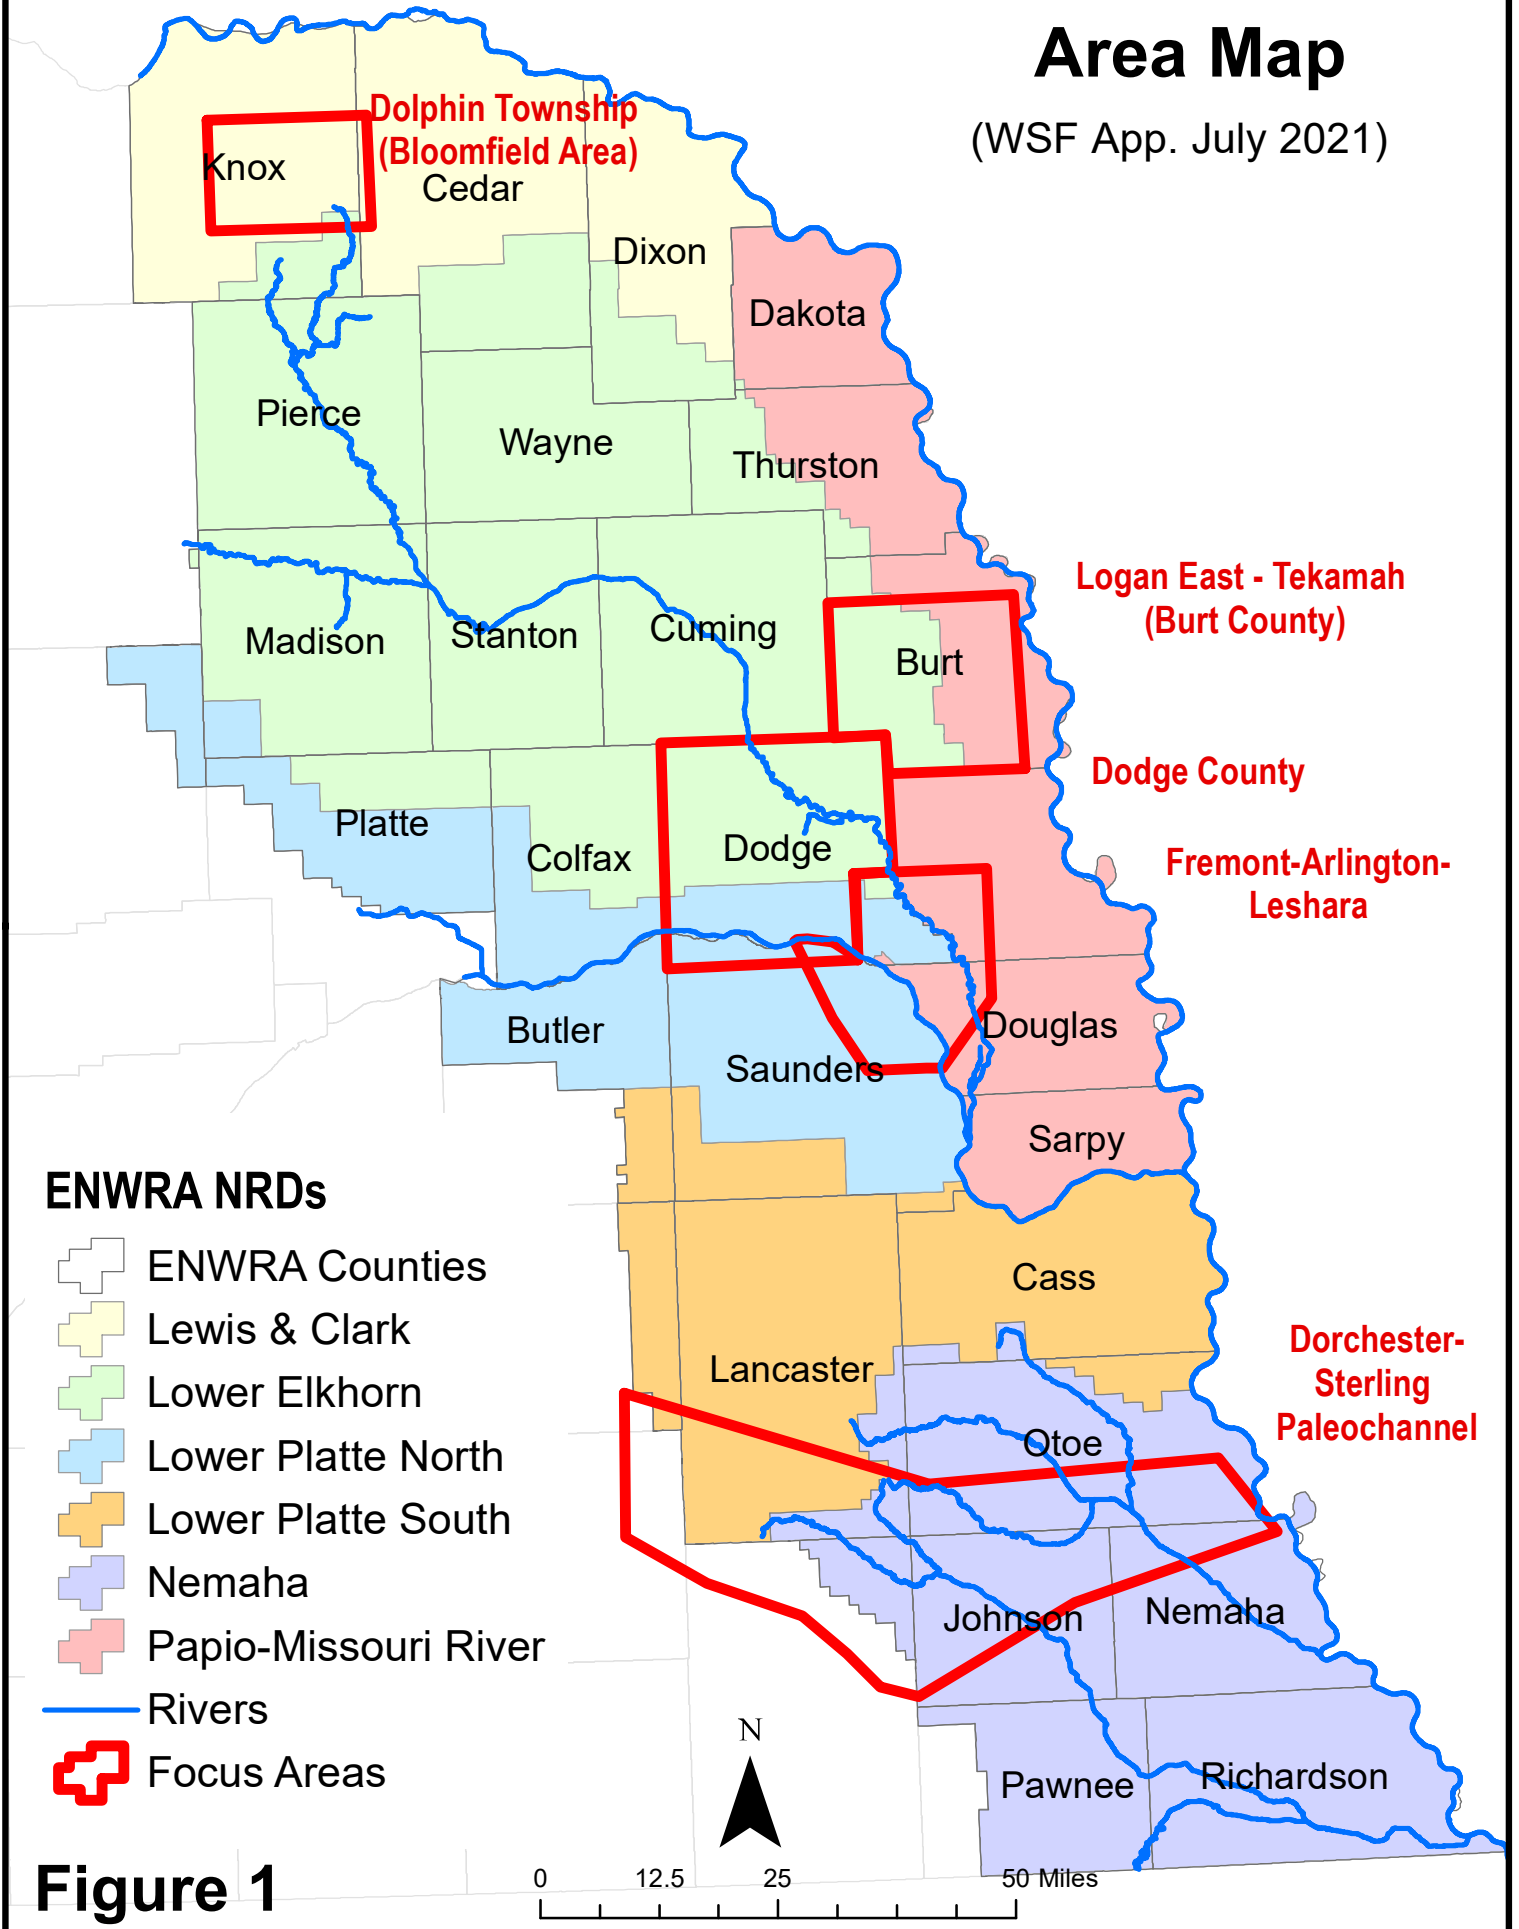 Area Map
(WSF App. July 2021)
Dolphin Township
(Bloomfield Area)
Knox
Cedar
Dixon
Dakota
Pierce
Wayne
Thurston
Logan East - Tekamah
(Burt County)
Madison
Stanton
Cuming
Burt
Dodge County
Platte
Colfax
Dodge
Fremont-Arlington-
Leshara
Butler
Saunders
Douglas
Sarpy
Cass
Lancaster
Otoe
Dorchester-
Sterling
Paleochannel
Johnson
Nemaha
Pawnee
Richardson
ENWRA NRDs
ENWRA Counties
Lewis & Clark
Lower Elkhorn
Lower Platte North
Lower Platte South
Nemaha
Papio-Missouri River
Rivers
Focus Areas
N
Figure 1
0 12.5 25 50 Miles